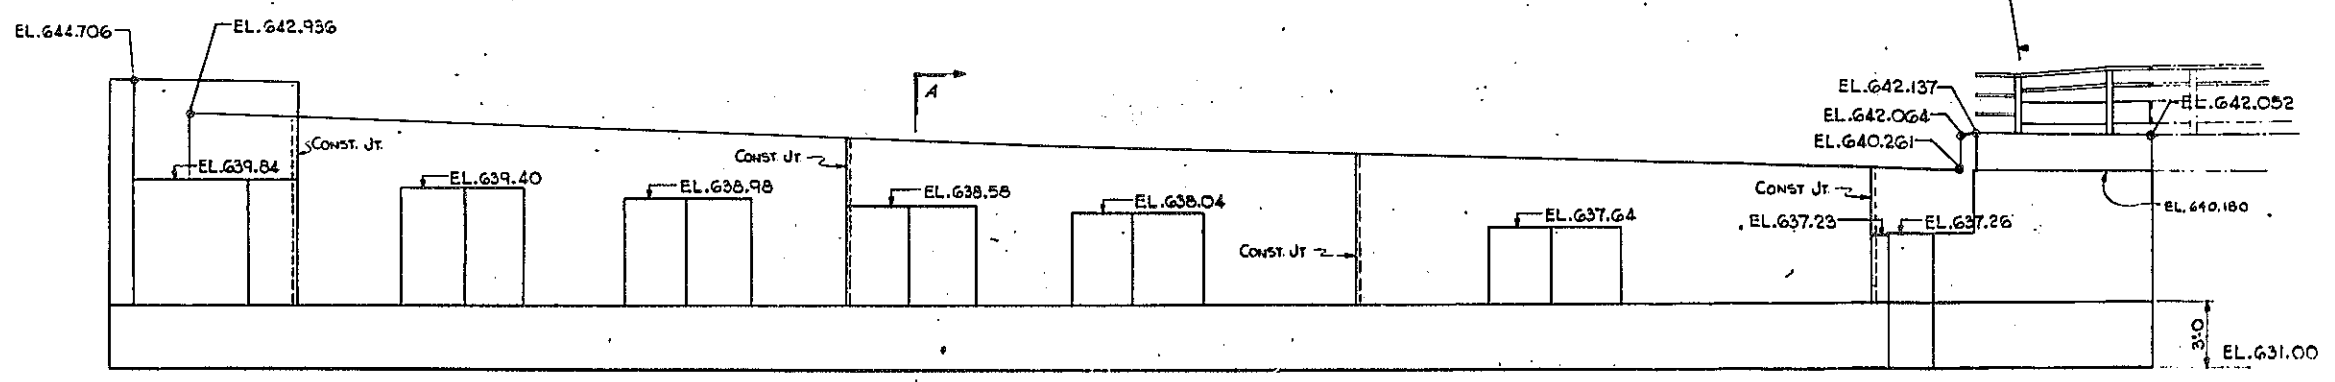 EL.644.706
EL.642.936
A
EL.642.137
EL.642.064
EL.640.261
EL.642.052
CONST. JT.
CONST. JT.
EL.639.84
EL.639.40
EL.638.98
EL.638.58
EL.638.04
CONST JT.
EL.640.180
EL.637.64
EL.637.23
EL.637.26
CONST. JT
3'-0
EL.631.00